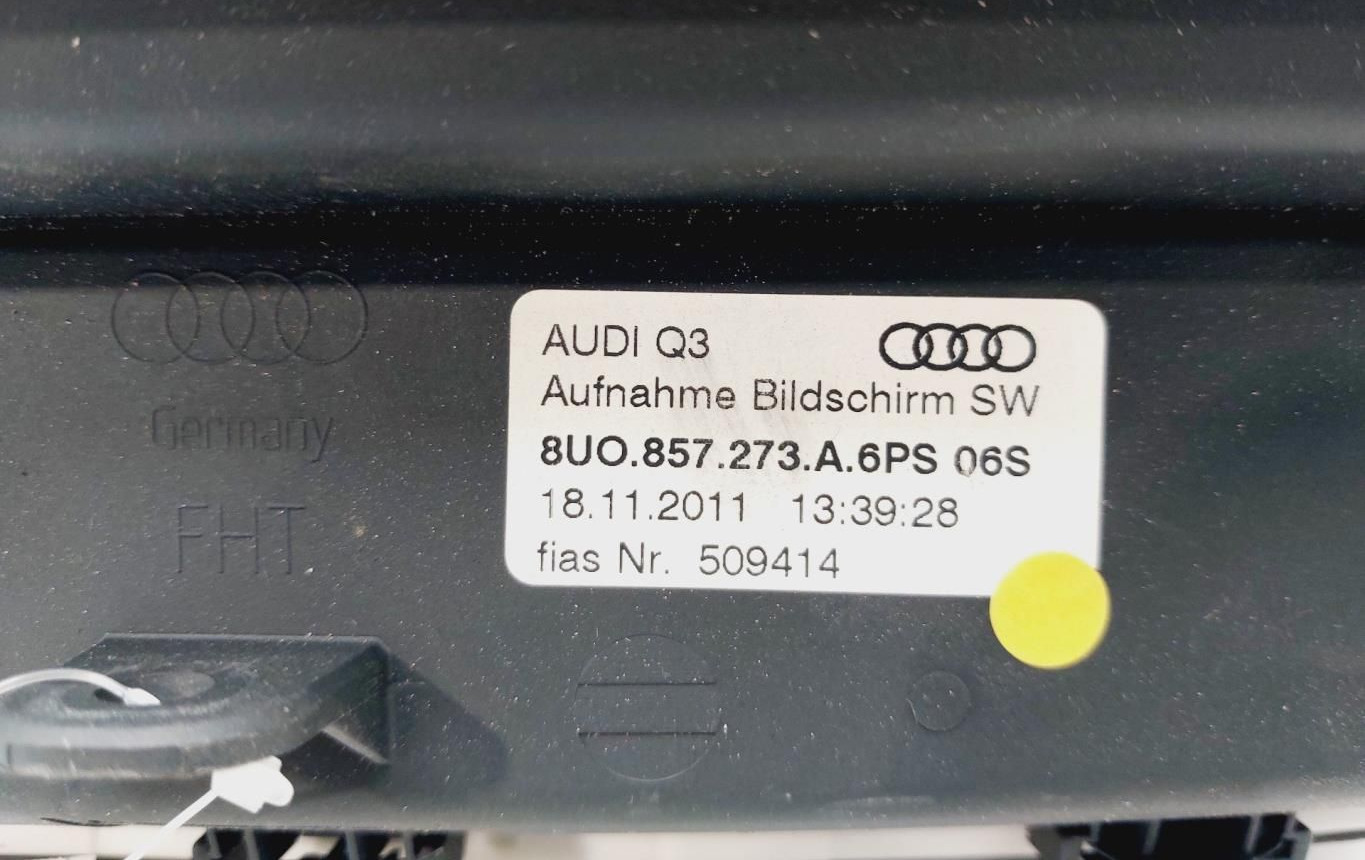 Germany
FHT
AUDI Q3
Aufnahme Bildschirm SW
8U0.857.273.A.6PS 06S
18.11.2011 13:39:28
fias Nr. 509414